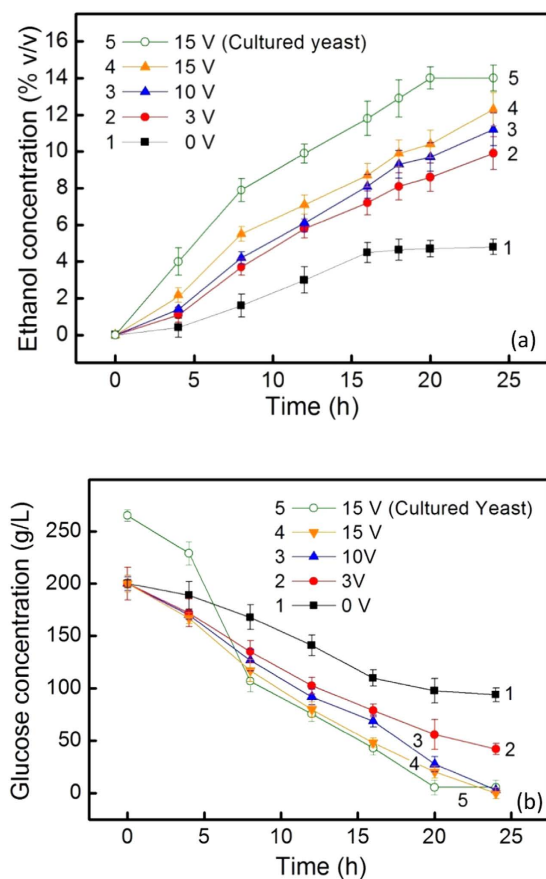 16
5 15 V (Cultured yeast)
14
5
4 15 V
12
4
3 10 V
3
10
2 3 V
2
8
1 0 V
6
1
4
2
0
(a)
0 5 10 15 20 25
Time (h)
Ethanol concentration (% v/v)
5 15 V (Cultured Yeast)
250
4 15 V
3 10V
200
2 3V
1 0 V
150
100
1
50
3
2
4
0
5
(b)
0 5 10 15 20 25
Time (h)
Glucose concentration (g/L)